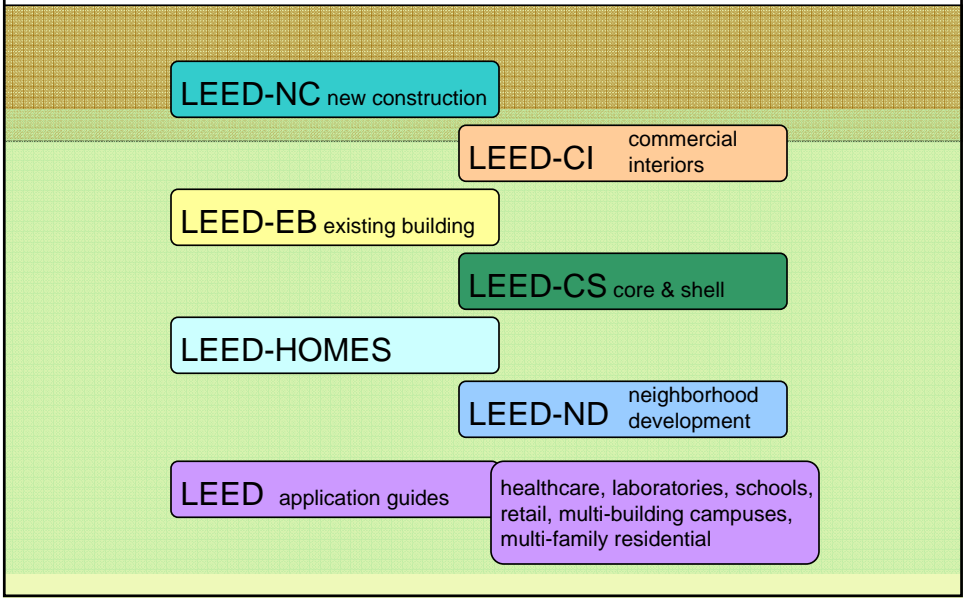 LEED-NC new construction
LEED-CI commercial
interiors
LEED-EB existing building
LEED-CS core & shell
LEED-HOMES
LEED-ND neighborhood
development
LEED application guides
healthcare, laboratories, schools,
retail, multi-building campuses,
multi-family residential